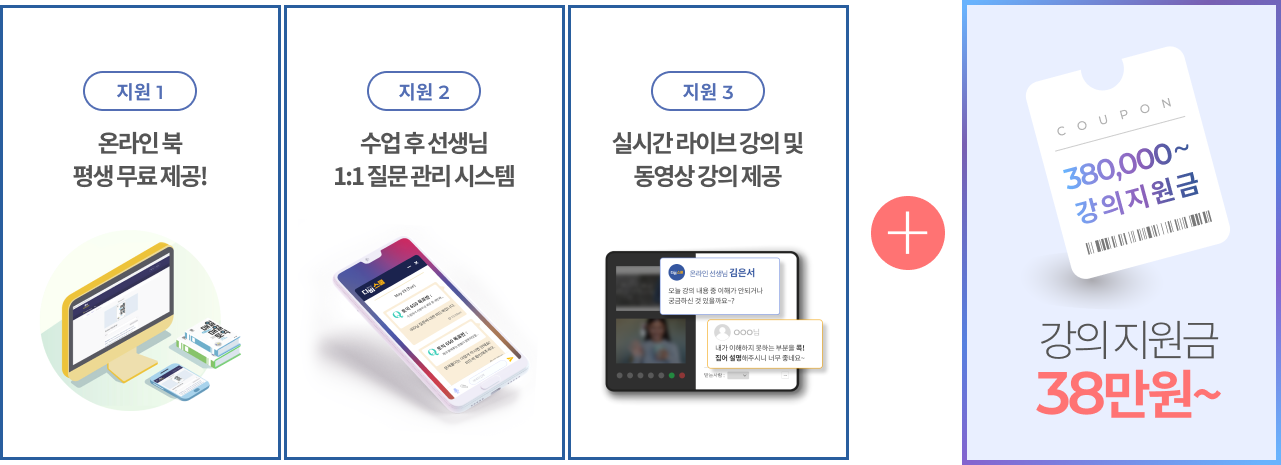 지원 1
온라인 북
평생 무료 제공!
지원 2
수업 후 선생님
1:1 질문 관리 시스템
다빛스쿨
지원 3
실시간 라이브 강의 및
동영상 강의 제공
온라인 선생님 김은서
오늘 강의 내용 중 이해가 안되거나
궁금하신 것 있을까요~?
OOO님
내가 이해하지 못하는 부분을 콕!
집어 설명해주시니 너무 좋네요~
COUPON
380,000~
강의지원금
강의 지원금
38만원~